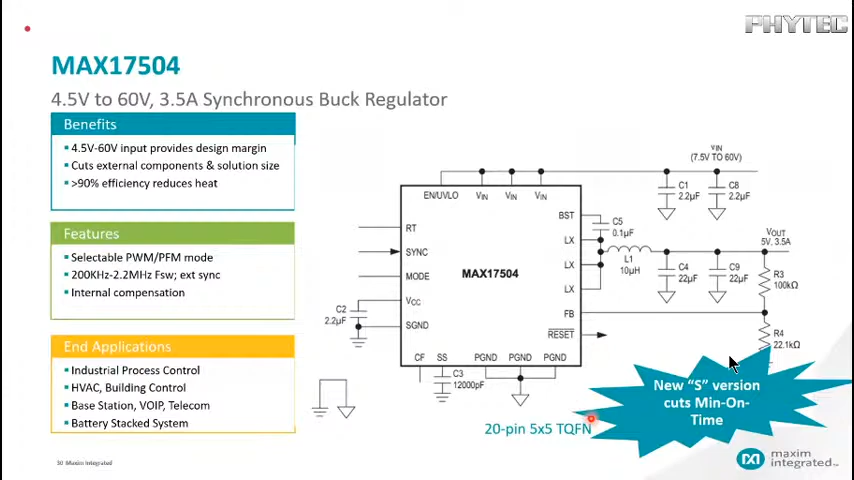 PHYTEC
MAX17504
4.5V to 60V, 3.5A Synchronous Buck Regulator
Benefits
4.5V-60V input provides design margin
Cuts external components & solution size
>90% efficiency reduces heat
Features
Selectable PWM/PFM mode
200KHz-2.2MHz Fsw; ext sync
Internal compensation
End Applications
Industrial Process Control
HVAC, Building Control
Base Station, VOIP, Telecom
Battery Stacked System
VIN
(7.5V TO 60V)
EN/UVLO VIN VIN VIN
C1
2.2µF
C8
2.2µF
RT
SYNC
MODE
VCC
SGND
MAX17504
BST
LX
LX
LX
FB
RESET
CF SS PGND PGND PGND
C5
0.1µF
L1
10µH
C4
22µF
C9
22µF
VOUT
5V, 3.5A
R3
100kΩ
R4
22.1kΩ
C2
2.2µF
C3
12000pF
20-pin 5x5 TQFN
New “S” version
cuts Min-On-
Time
30 Maxim Integrated
maxim
integrated™